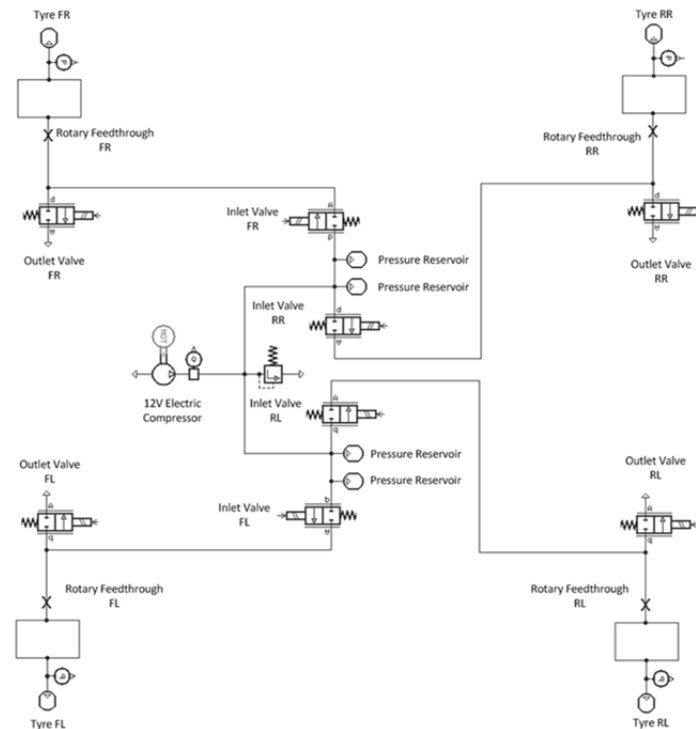 Tyre FR
Tyre RR
P
P
Rotary Feedthrough
FR
Rotary Feedthrough
RR
Inlet Valve
FR
A
P
Outlet Valve
FR
Outlet Valve
RR
Pressure Reservoir
Pressure Reservoir
Inlet Valve
RR
Q
12V Electric
Compressor
Inlet Valve
RL
A
Outlet Valve
FL
A
Outlet Valve
RL
A
Pressure Reservoir
Pressure Reservoir
Inlet Valve
FL
Rotary Feedthrough
FL
Rotary Feedthrough
RL
Tyre FL
Tyre RL